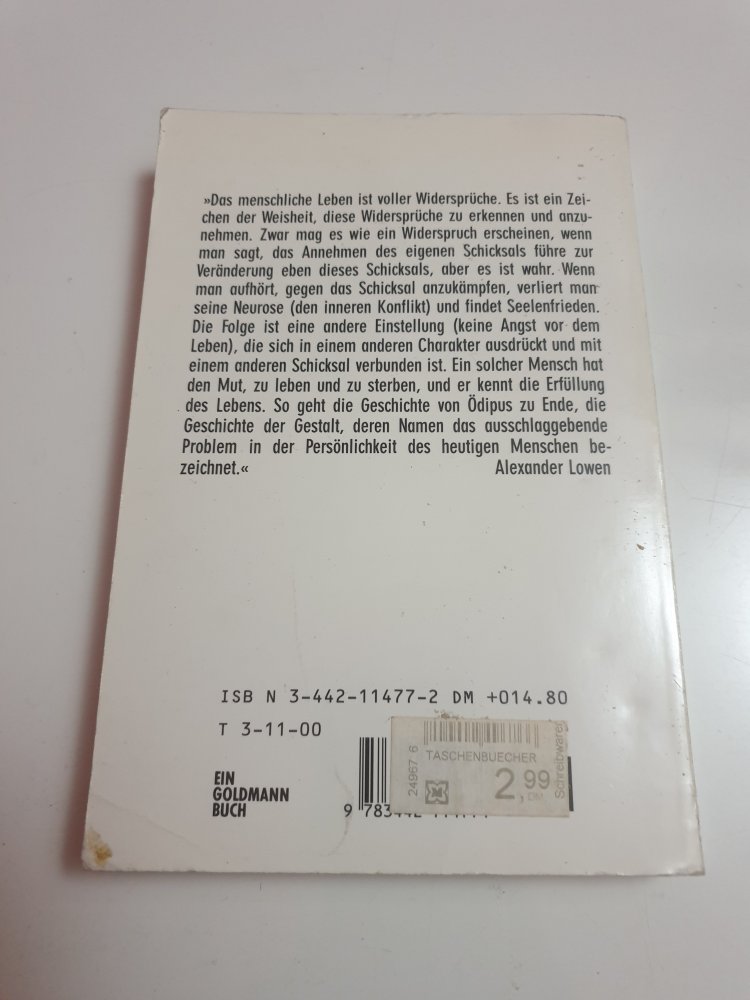 »Das menschliche Leben ist voller Widersprüche. Es ist ein Zei-
chen der Weisheit, diese Widersprüche zu erkennen und anzu-
nehmen. Zwar mag es wie ein Widerspruch erscheinen, wenn
man sagt, das Annehmen des eigenen Schicksals führe zur
Veränderung eben dieses Schicksals, aber es ist wahr. Wenn
man aufhört, gegen das Schicksal anzukämpfen, verliert man
seine Neurose (den inneren Konflikt) und findet Seelenfrieden.
Die Folge ist eine andere Einstellung (keine Angst vor dem
Leben), die sich in einem anderen Charakter ausdrückt und mit
einem anderen Schicksal verbunden ist. Ein solcher Mensch hat
den Mut, zu leben und zu sterben, und er kennt die Erfüllung
des Lebens. So geht die Geschichte von Ödipus zu Ende, die
Geschichte der Gestalt, deren Namen das ausschlaggebende
Problem in der Persönlichkeit des heutigen Menschen be-
zeichnet.« Alexander Lowen
ISB N 3-442-11477-2 DM +014.80
T 3-11-00
EIN
GOLDMANN
BUCH
24967 6
TASCHENBUECHER
2,99
DM
Schreibwaren
9 783442